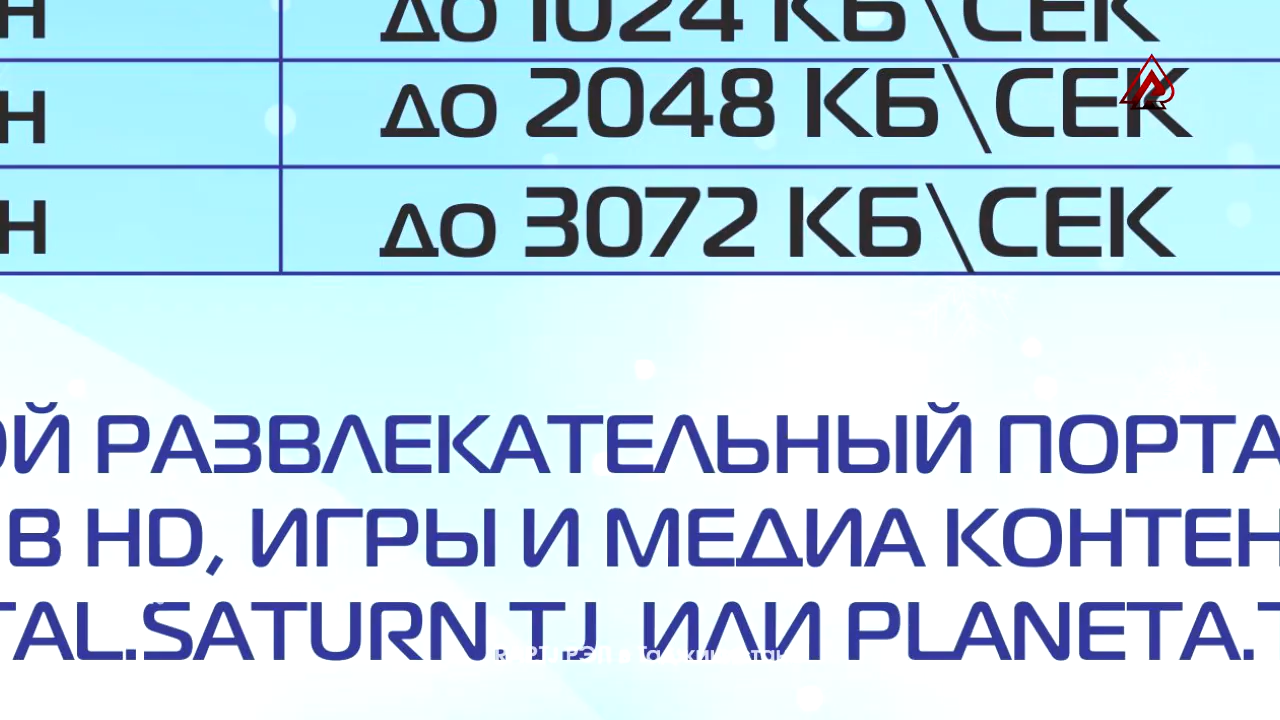 Н до 1024 КБ\СЕК
Н до 2048 КБ\СЕК
Н до 3072 КБ\СЕК
ОЙ РАЗВЛЕКАТЕЛЬНЫЙ ПОРТА
В HD, ИГРЫ И МЕДИА КОНТЕН
TAL.SATURN.TJ ИЛИ PLANETA.T
в Таджикистан